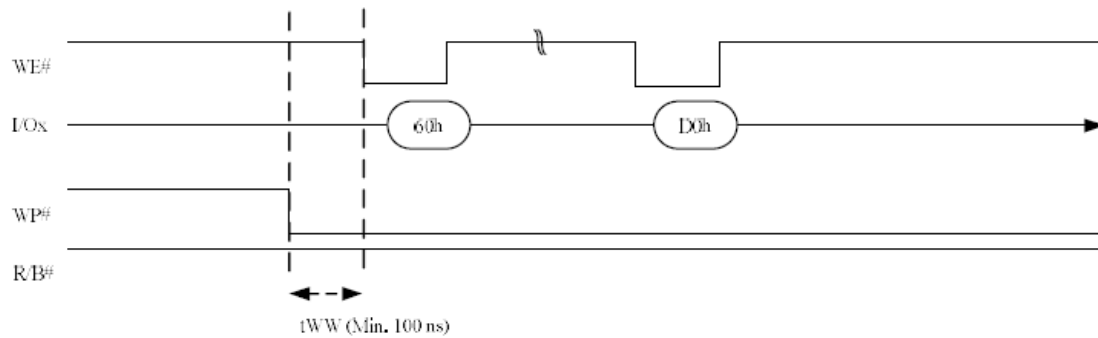 WE#
I/Ox
60h
D0h
WP#
R/B#
tWW (Min. 100 ns)